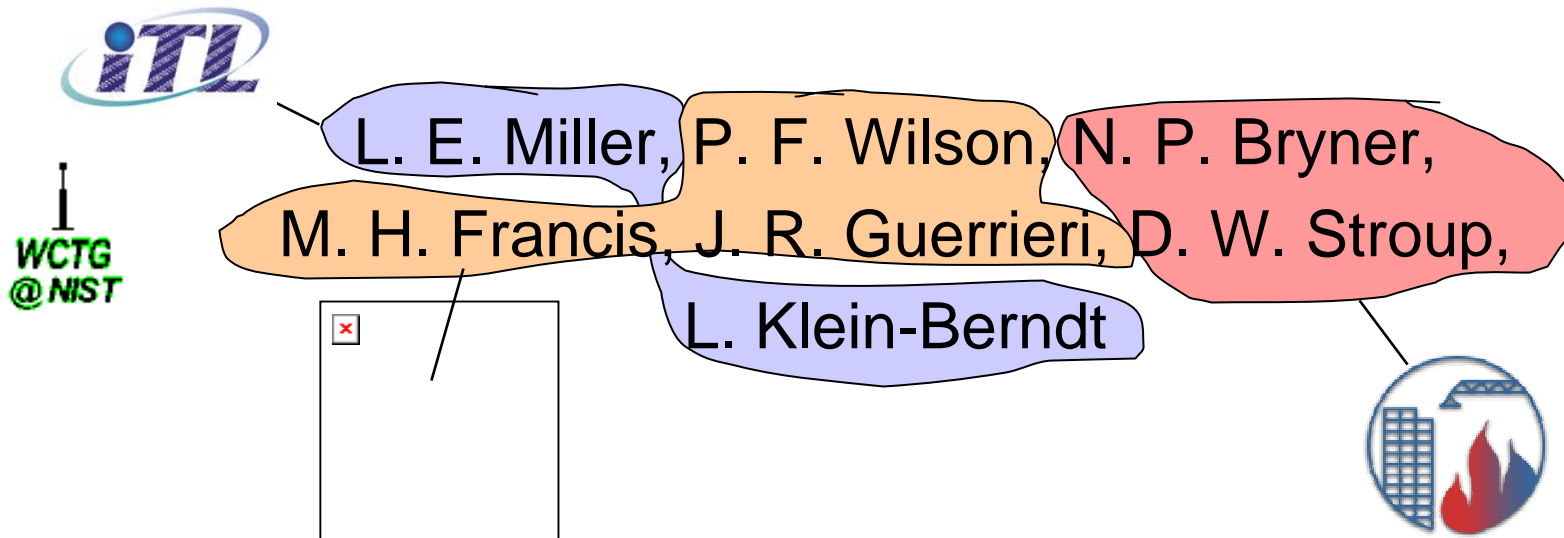 iTL
L. E. Miller, P. F. Wilson, N. P. Bryner,
M. H. Francis, J. R. Guerrieri, D. W. Stroup,
WCTG
@ NIST
L. Klein-Berndt